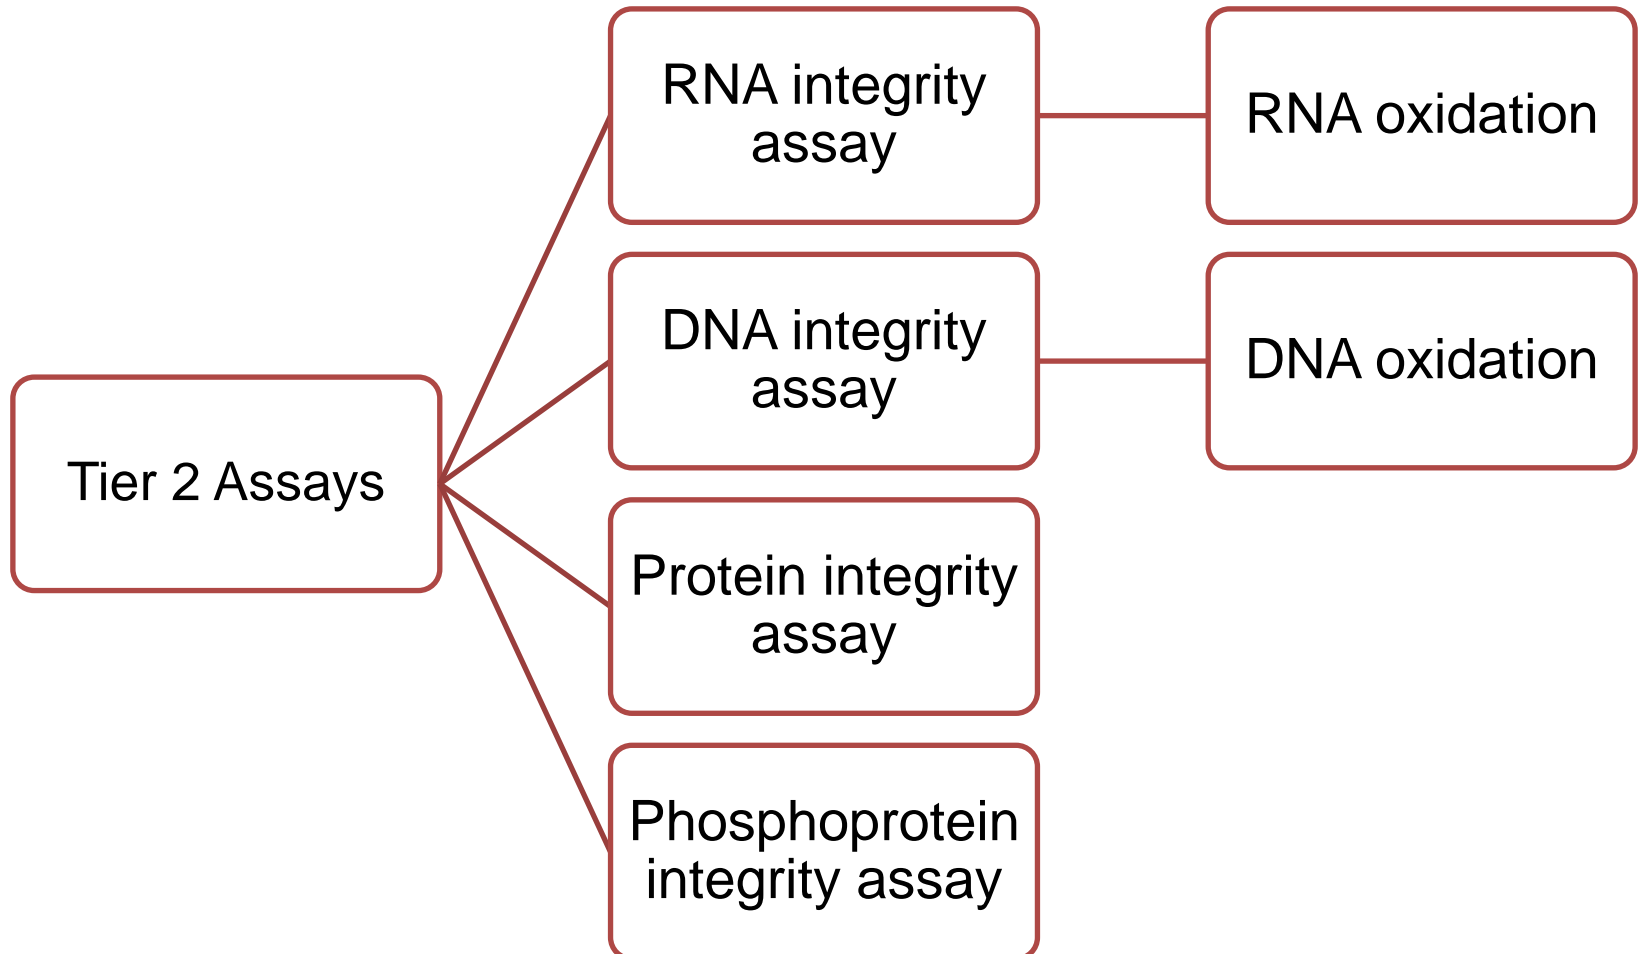 RNA integrity
assay
RNA oxidation
DNA integrity
assay
DNA oxidation
Tier 2 Assays
Protein integrity
assay
Phosphoprotein
integrity assay